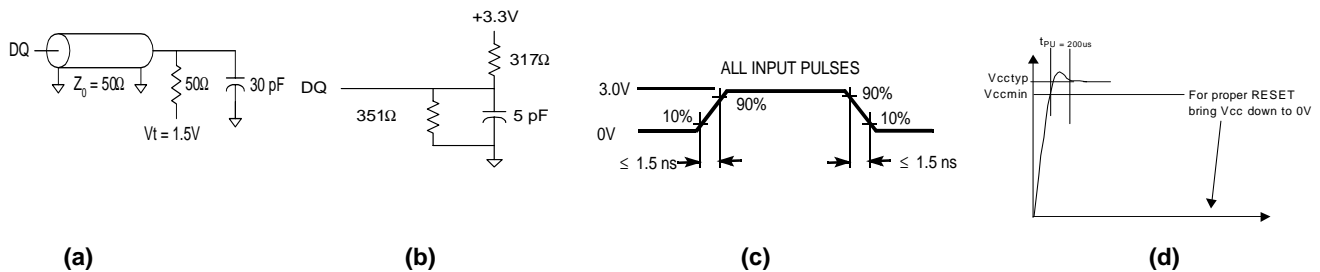 DQ
Z0 = 50Ω
50Ω
30 pF
Vt = 1.5V
(a)
+3.3V
317Ω
DQ
351Ω
5 pF
(b)
ALL INPUT PULSES
3.0V
90%
90%
10%
10%
0V
≤ 1.5 ns
≤ 1.5 ns
(c)
tPU = 200us
Vcctyp
Vccmin
For proper RESET
bring Vcc down to 0V
(d)